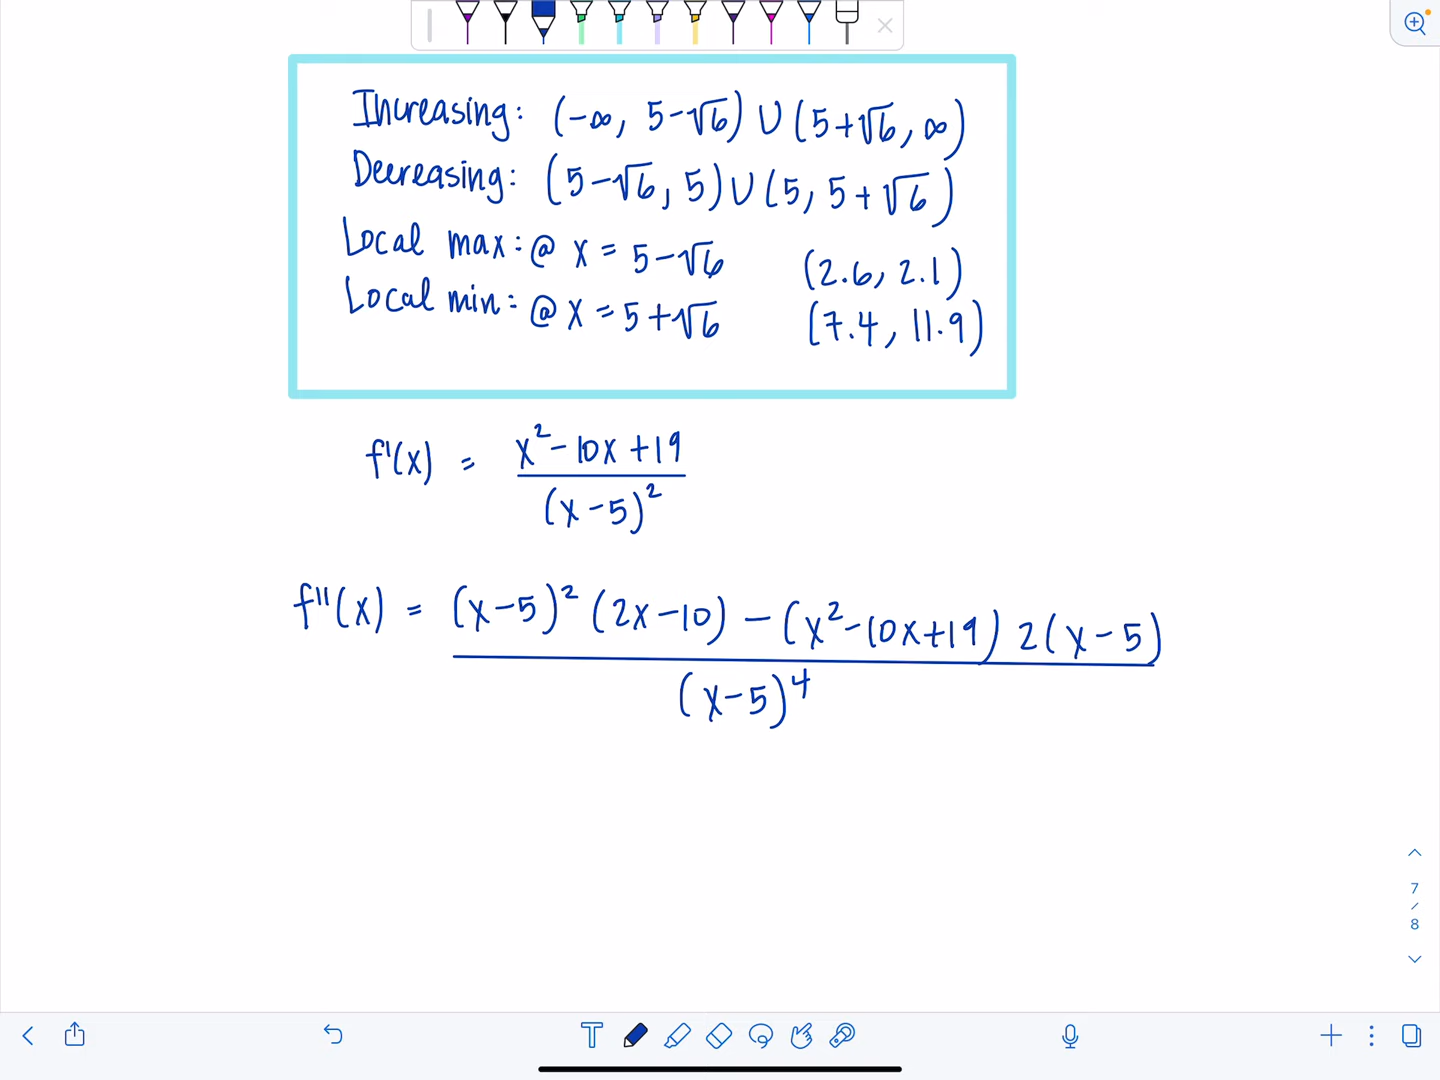 Increasing: (-∞, 5-√6) ∪ (5+√6, ∞)
Decreasing: (5-√6, 5) ∪ (5, 5+√6)
Local max: @ x = 5-√6 (2.6, 2.1)
Local min: @ x = 5+√6 (7.4, 11.9)
f'(x) = x²-10x+19
(x-5)²
f''(x) = (x-5)² (2x-10) - (x²-10x+19) 2(x-5)
(x-5)⁴
7
/
8
T